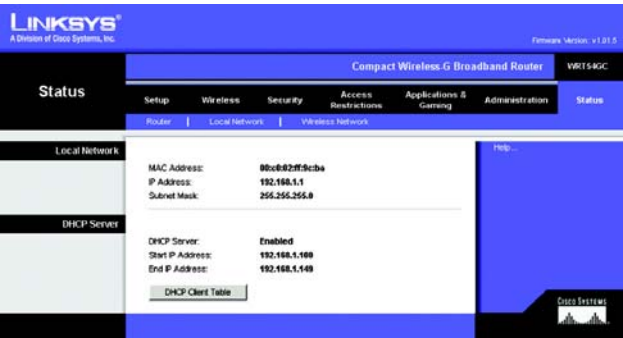 LINKSYS®
A Division of Cisco Systems, Inc.
Firmware Version: v1.01.5
Compact Wireless-G Broadband Router WRT54GC
Status
Setup Wireless Security Access Restrictions Applications & Gaming Administration Status
Router | Local Network | Wireless Network
Local Network
Help...
MAC Address: 00:c0:02:ff:9c:ba
IP Address: 192.168.1.1
Subnet Mask: 255.255.255.0
DHCP Server
DHCP Server: Enabled
Start IP Address: 192.168.1.100
End IP Address: 192.168.1.149
DHCP Client Table
CISCO SYSTEMS